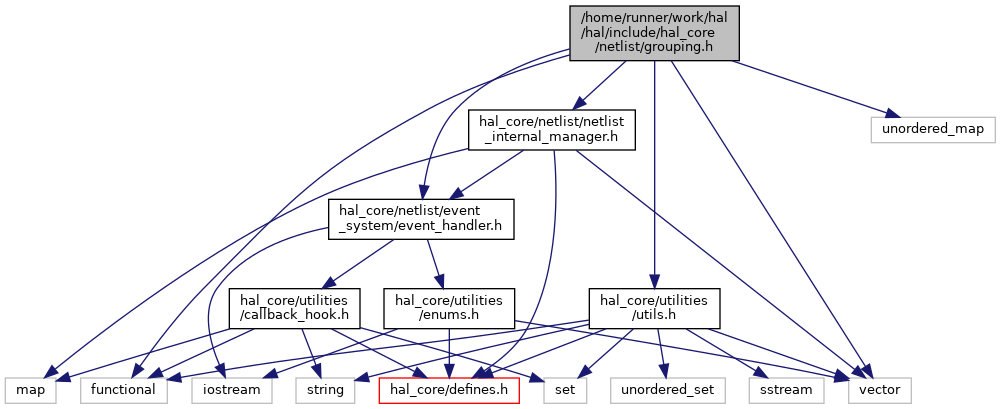 /home/runner/work/hal
/hal/include/hal_core
/netlist/grouping.h
hal_core/netlist/netlist
_internal_manager.h
unordered_map
hal_core/netlist/event
_system/event_handler.h
hal_core/utilities
/callback_hook.h
hal_core/utilities
/enums.h
hal_core/utilities
/utils.h
map
functional
iostream
string
hal_core/defines.h
set
unordered_set
sstream
vector